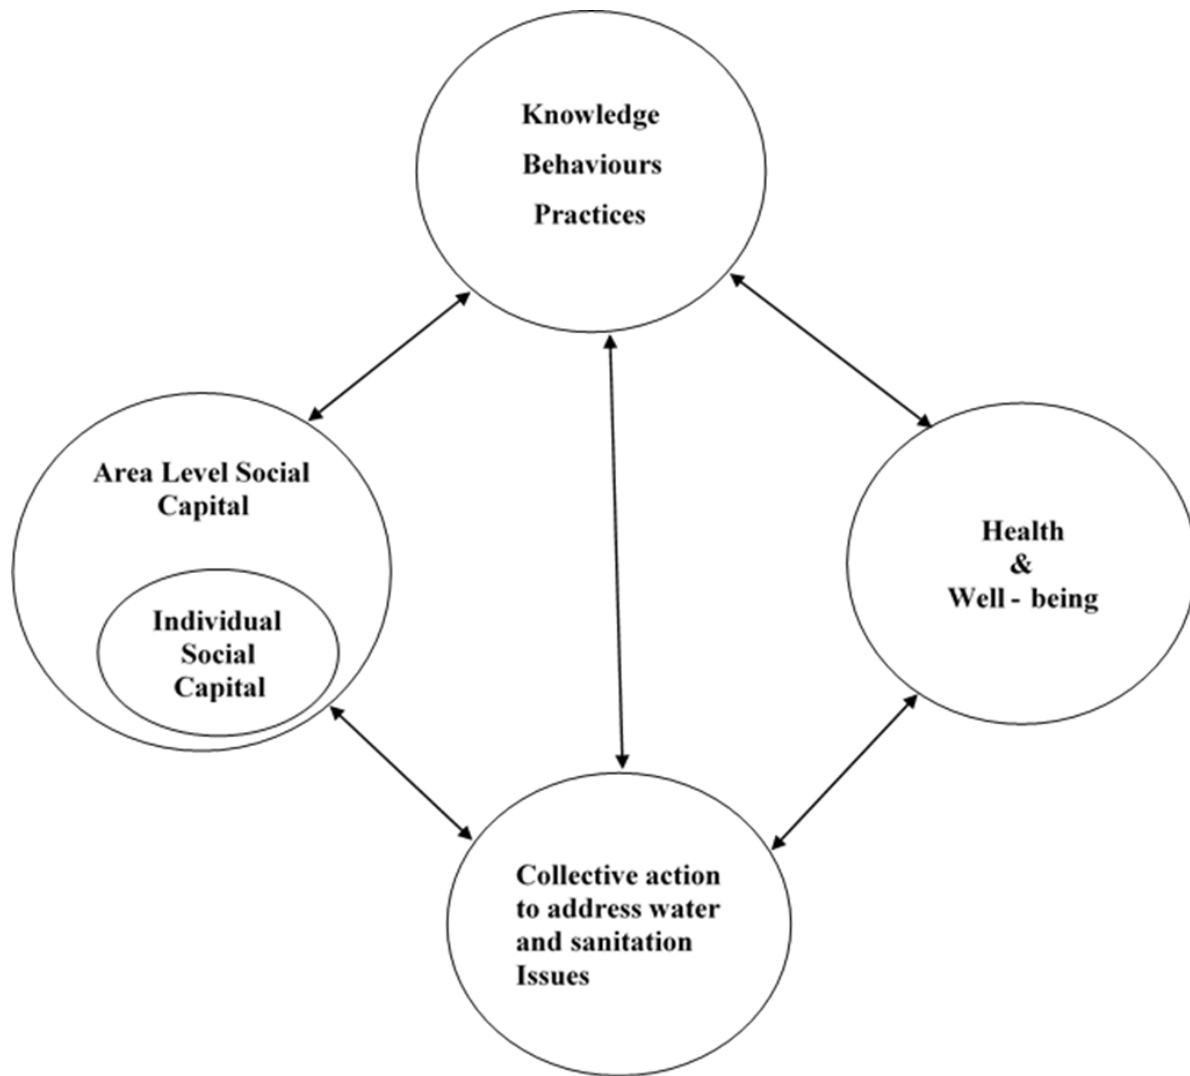 Knowledge
Behaviours
Practices
Area Level Social
Capital
Individual
Social
Capital
Health
&
Well - being
Collective action
to address water
and sanitation
Issues